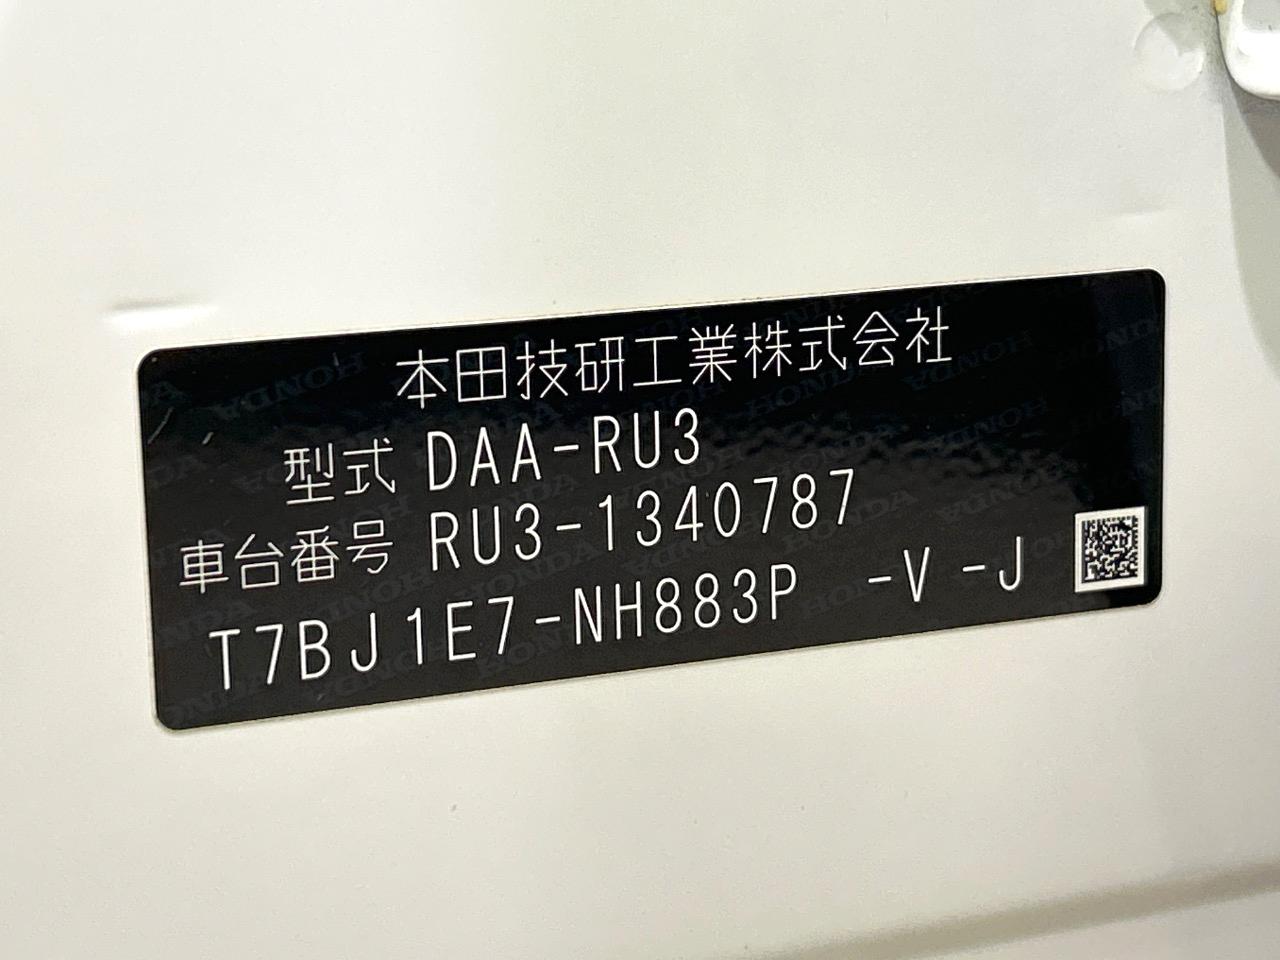 本田技研工業株式会社
型式 DAA-RU3
車台番号 RU3-1340787
T7BJ1E7-NH883P -V -J